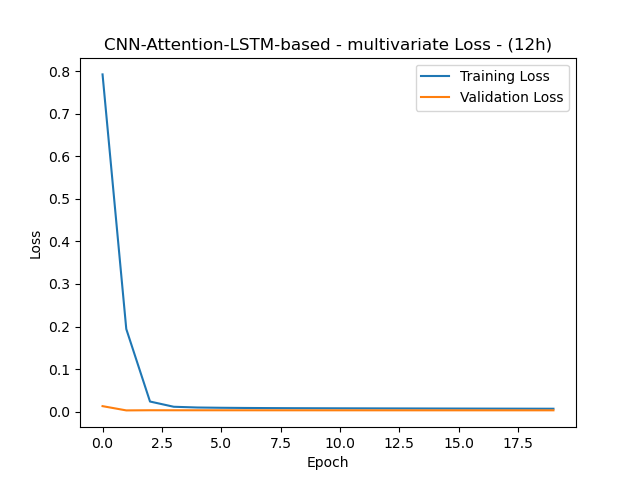 CNN-Attention-LSTM-based - multivariate Loss - (12h)
Training Loss
Validation Loss
0.8
0.7
0.6
0.5
0.4
0.3
0.2
0.1
0.0
Loss
0.0 2.5 5.0 7.5 10.0 12.5 15.0 17.5
Epoch